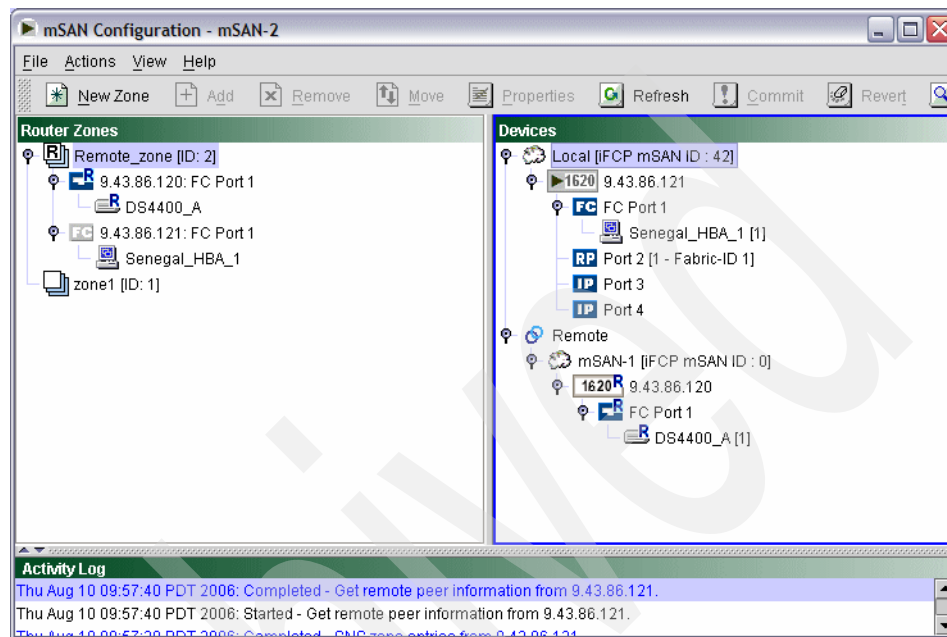 mSAN Configuration - mSAN-2
File Actions View Help
New Zone Add Remove Move Properties Refresh Commit Revert
Router Zones
R Remote_zone [ID: 2]
R 9.43.86.120: FC Port 1
R DS4400_A
FC 9.43.86.121: FC Port 1
Senegal_HBA_1
zone1 [ID: 1]
Devices
Local [iFCP mSAN ID : 42]
1620 9.43.86.121
FC FC Port 1
Senegal_HBA_1 [1]
RP Port 2 [1 - Fabric-ID 1]
IP Port 3
IP Port 4
Remote
mSAN-1 [iFCP mSAN ID : 0]
1620 R 9.43.86.120
R FC Port 1
R DS4400_A [1]
Activity Log
Thu Aug 10 09:57:40 PDT 2006: Completed - Get remote peer information from 9.43.86.121.
Thu Aug 10 09:57:40 PDT 2006: Started - Get remote peer information from 9.43.86.121.